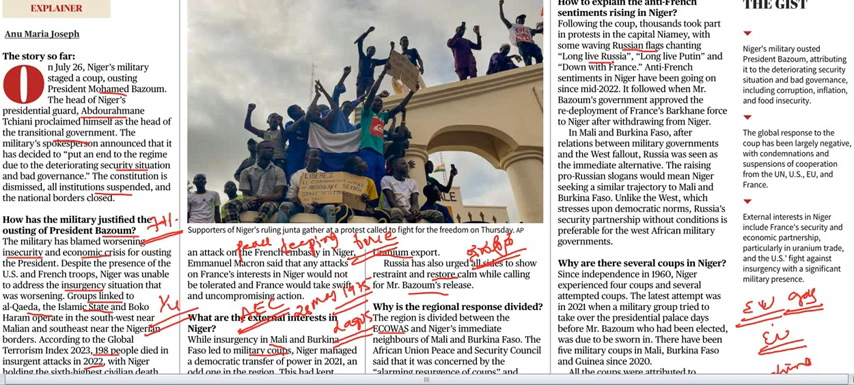 EXPLAINER
Anu Maria Joseph
The story so far:
On July 26, Niger's military
staged a coup, ousting
President Mohamed Bazoum.
The head of Niger's
presidential guard, Abdourahmane
Tchiani proclaimed himself as the head of
the transitional government. The
military's spokesperson announced that it
has decided to "put an end to the regime
due to the deteriorating security situation
and bad governance." The constitution is
dismissed, all institutions suspended, and
the national borders closed.
How has the military justified the
ousting of President Bazoum?
The military has blamed worsening
insecurity and economic crisis for ousting
the President. Despite the presence of the
U.S. and French troops, Niger was unable
to address the insurgency situation that
was worsening. Groups linked to
al-Qaeda, the Islamic State and Boko
Haram operate in the south-west near
Malian and southeast near the Nigerian
borders. According to the Global
Terrorism Index 2023, 198 people died in
insurgent attacks in 2022, with Niger
holding the sixth-highest civilian death
LIBEREZ
Supporters of Niger's ruling junta gather at a protest called to fight for the freedom on Thursday. AP
peace keeping force
an attack on the French embassy in Niger,
Emmanuel Macron said that any attacks
on France's interests in Niger would not
be tolerated and France would take swift
and uncompromising action.
AEC
28 May 1975
Lagos
What are the external interests in
Niger?
While insurgency in Mali and Burkina
Faso led to military coups, Niger managed
a democratic transfer of power in 2021, an
odd one in the region. This had kept
uranium export.
Russia has also urged all sides to show
restraint and restore calm while calling
for Mr. Bazoum's release.
Why is the regional response divided?
The region is divided between the
ECOWAS and Niger's immediate
neighbours of Mali and Burkina Faso. The
African Union Peace and Security Council
said that it was concerned by the
"alarming resurgence of coups" and
How to explain the anti-French
sentiments rising in Niger?
Following the coup, thousands took part
in protests in the capital Niamey, with
some waving Russian flags chanting
"Long live Russia", "Long live Putin" and
"Down with France." Anti-French
sentiments in Niger have been going on
since mid-2022. It followed when Mr.
Bazoum's government approved the
re-deployment of France's Barkhane force
to Niger after withdrawing from Niger.
In Mali and Burkina Faso, after
relations between military governments
and the West fallout, Russia was seen as
the immediate alternative. The raising
pro-Russian slogans would mean Niger
seeking a similar trajectory to Mali and
Burkina Faso. Unlike the West, which
stresses upon democratic norms, Russia's
security partnership without conditions is
preferable for the west African military
governments.
Why are there several coups in Niger?
Since independence in 1960, Niger
experienced four coups and several
attempted coups. The latest attempt was
in 2021 when a military group tried to
take over the presidential palace days
before Mr. Bazoum who had been elected,
was due to be sworn in. There have been
five military coups in Mali, Burkina Faso
and Guinea since 2020.
All the coups were attributed to
THE GIST
Niger's military ousted
President Bazoum, attributing
it to the deteriorating security
situation and bad governance,
including corruption, inflation,
and food insecurity.
The global response to the
coup has been largely negative,
with condemnations and
suspensions of cooperation
from the UN, U.S., EU, and
France.
External interests in Niger
include France's security and
economic partnership,
particularly in uranium trade,
and the U.S.' fight against
insurgency with a significant
military presence.